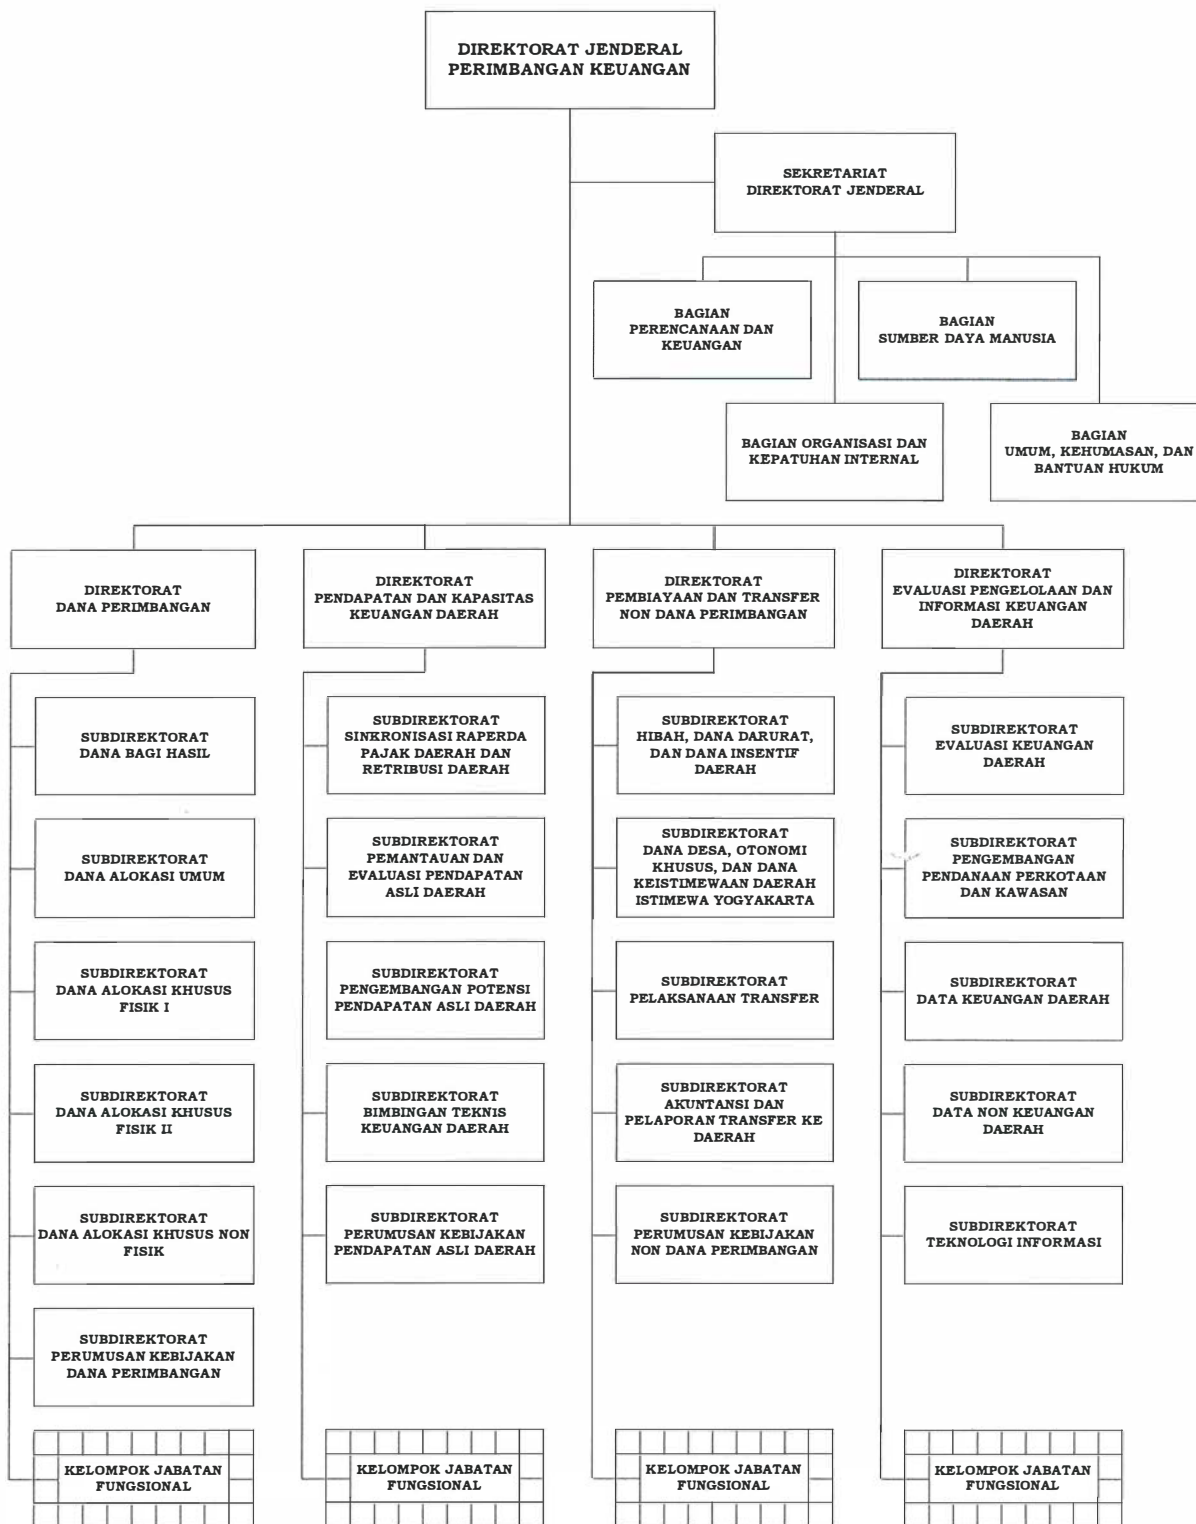 DIREKTORAT JENDERAL
PERIMBANGAN KEUANGAN
SEKRETARIAT
DIREKTORAT JENDERAL
BAGIAN
PERENCANAAN DAN
KEUANGAN
BAGIAN
SUMBER DAYA MANUSIA
BAGIAN ORGANISASI DAN
KEPATUHAN INTERNAL
BAGIAN
UMUM, KEHUMASAN, DAN
BANTUAN HUKUM
DIREKTORAT
DANA PERIMBANGAN
DIREKTORAT
PENDAPATAN DAN KAPASITAS
KEUANGAN DAERAH
DIREKTORAT
PEMBIAYAAN DAN TRANSFER
NON DANA PERIMBANGAN
DIREKTORAT
EVALUASI PENGELOLAAN DAN
INFORMASI KEUANGAN
DAERAH
SUBDIREKTORAT
DANA BAGI HASIL
SUBDIREKTORAT
SINKRONISASI RAPERDA
PAJAK DAERAH DAN
RETRIBUSI DAERAH
SUBDIREKTORAT
HIBAH, DANA DARURAT,
DAN DANA INSENTIF
DAERAH
SUBDIREKTORAT
EVALUASI KEUANGAN
DAERAH
SUBDIREKTORAT
DANA ALOKASI UMUM
SUBDIREKTORAT
PEMANTAUAN DAN
EVALUASI PENDAPATAN
ASLI DAERAH
SUBDIREKTORAT
DANA DESA, OTONOMI
KHUSUS, DAN DANA
KEISTIMEWAAN DAERAH
ISTIMEWA YOGYAKARTA
SUBDIREKTORAT
PENGEMBANGAN
PENDANAAN PERKOTAAN
DAN KAWASAN
SUBDIREKTORAT
DANA ALOKASI KHUSUS
FISIK I
SUBDIREKTORAT
PENGEMBANGAN POTENSI
PENDAPATAN ASLI DAERAH
SUBDIREKTORAT
PELAKSANAAN TRANSFER
SUBDIREKTORAT
DATA KEUANGAN DAERAH
SUBDIREKTORAT
DANA ALOKASI KHUSUS
FISIK II
SUBDIREKTORAT
BIMBINGAN TEKNIS
KEUANGAN DAERAH
SUBDIREKTORAT
AKUNTANSI DAN
PELAPORAN TRANSFER KE
DAERAH
SUBDIREKTORAT
DATA NON KEUANGAN
DAERAH
SUBDIREKTORAT
DANA ALOKASI KHUSUS NON
FISIK
SUBDIREKTORAT
PERUMUSAN KEBIJAKAN
PENDAPATAN ASLI DAERAH
SUBDIREKTORAT
PERUMUSAN KEBIJAKAN
NON DANA PERIMBANGAN
SUBDIREKTORAT
TEKNOLOGI INFORMASI
SUBDIREKTORAT
PERUMUSAN KEBIJAKAN
DANA PERIMBANGAN
KELOMPOK JABATAN
FUNGSIONAL
KELOMPOK JABATAN
FUNGSIONAL
KELOMPOK JABATAN
FUNGSIONAL
KELOMPOK JABATAN
FUNGSIONAL